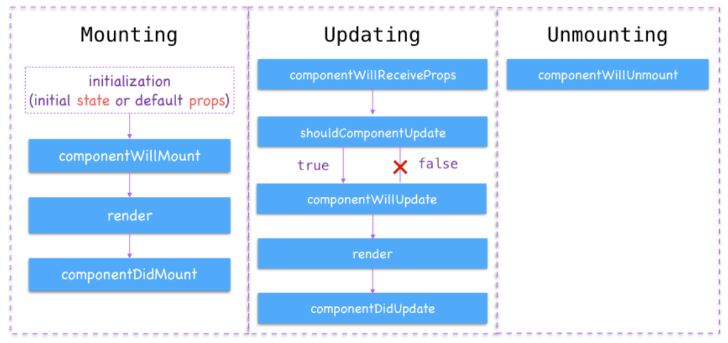 Mounting
initialization
(initial state or default props)
componentWillMount
render
componentDidMount
Updating
componentWillReceiveProps
shouldComponentUpdate
true
false
componentWillUpdate
render
componentDidUpdate
Unmounting
componentWillUnmount